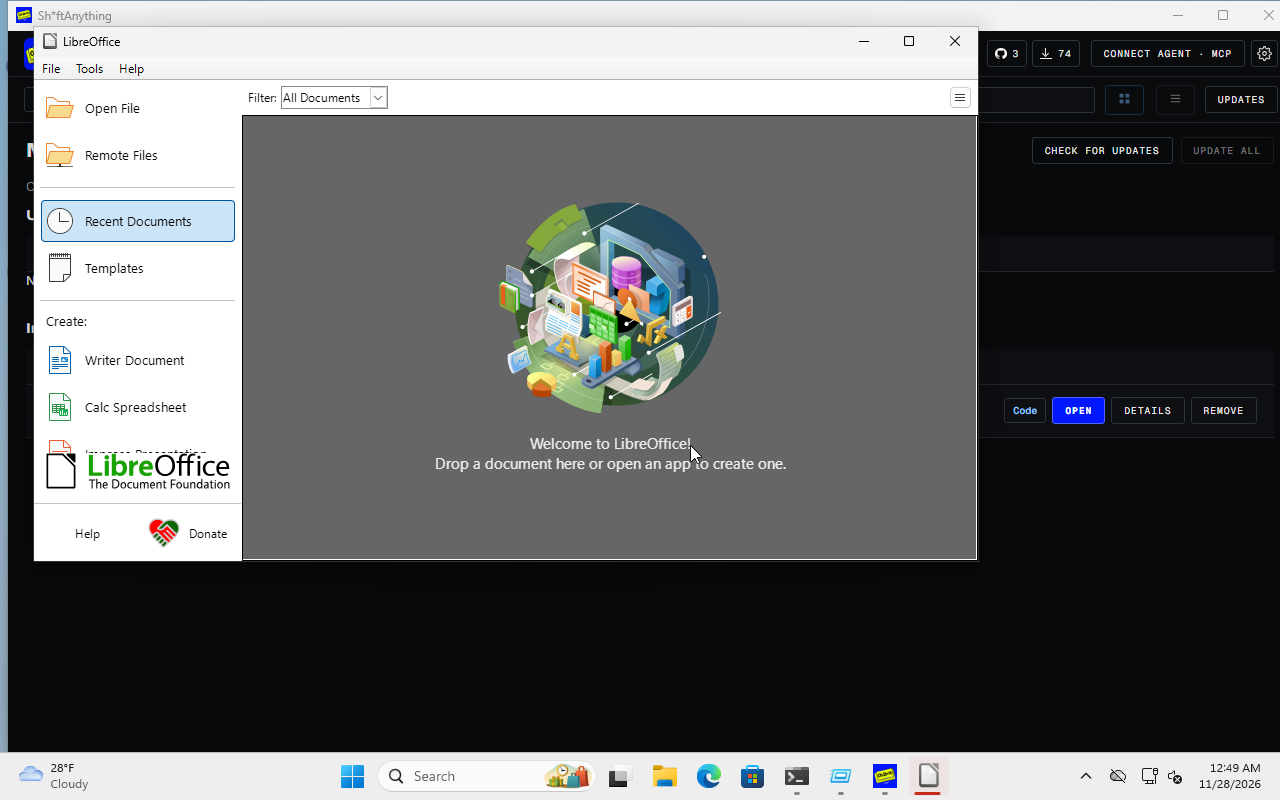 Sh*ftAnything
LibreOffice
File Tools Help
3
74
CONNECT AGENT · MCP
Open File
Filter: All Documents
UPDATES
Remote Files
CHECK FOR UPDATES
UPDATE ALL
Recent Documents
Templates
Create:
Writer Document
Calc Spreadsheet
Impress Presentation
LibreOffice
The Document Foundation
Help
Donate
Welcome to LibreOffice!
Drop a document here or open an app to create one.
Code
OPEN
DETAILS
REMOVE
28°F
Cloudy
Search
12:49 AM
11/28/2026